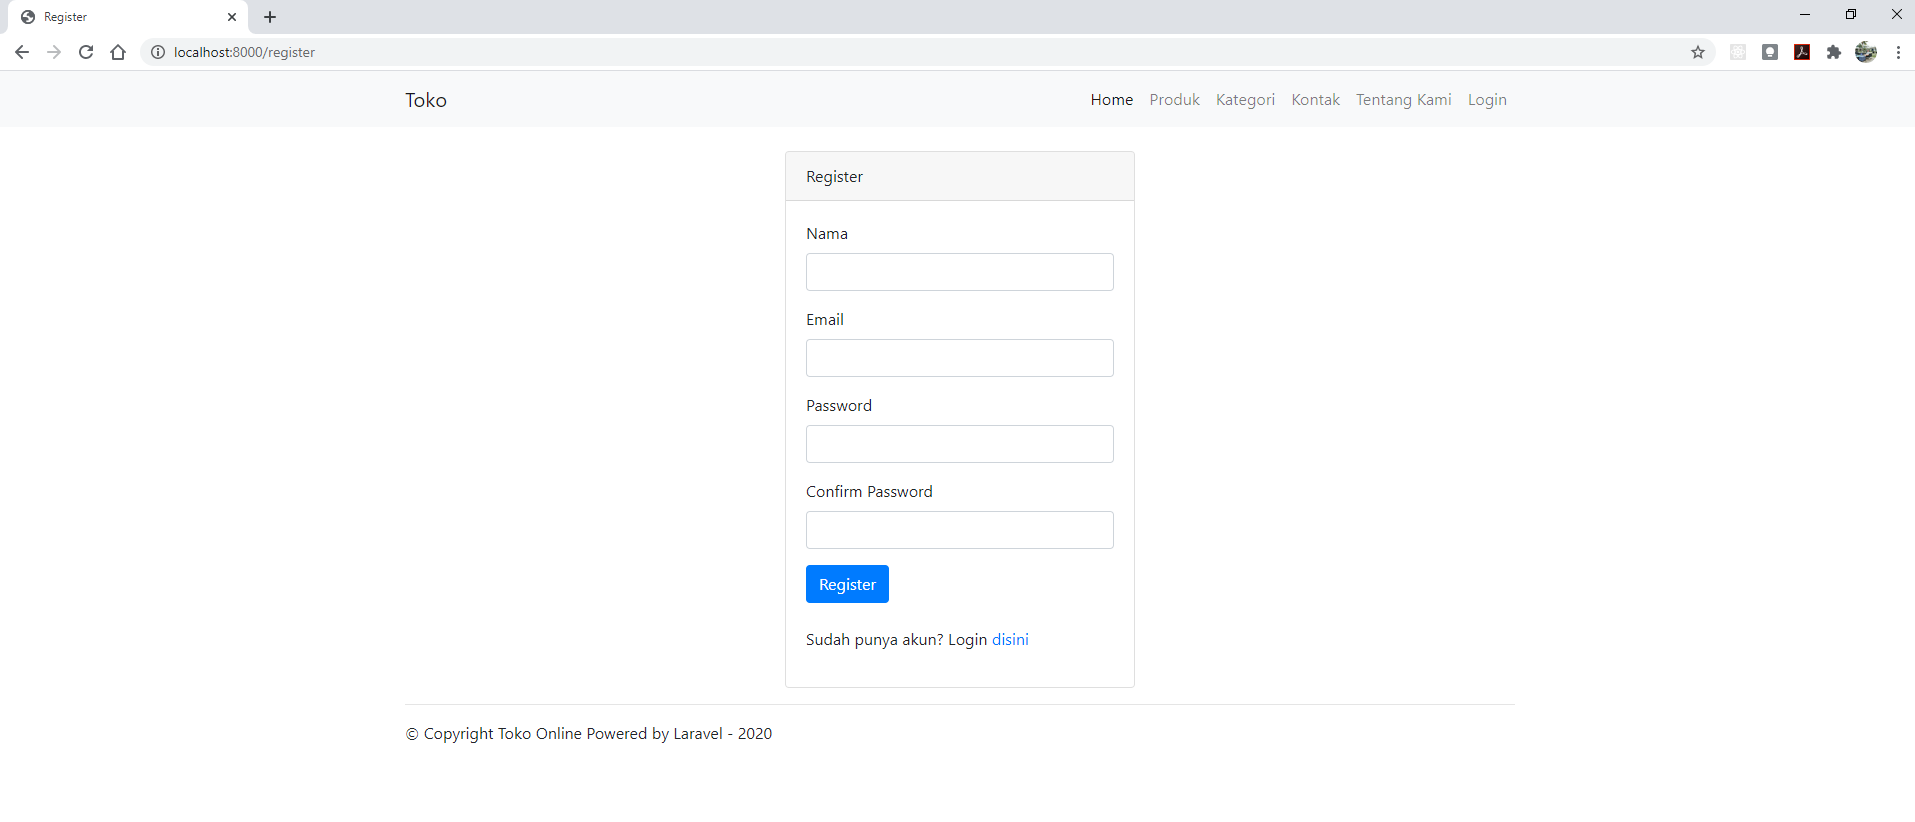 Register
localhost:8000/register
Toko
Home Produk Kategori Kontak Tentang Kami Login
Register
Nama
Email
Password
Confirm Password
Register
Sudah punya akun? Login disini
© Copyright Toko Online Powered by Laravel - 2020